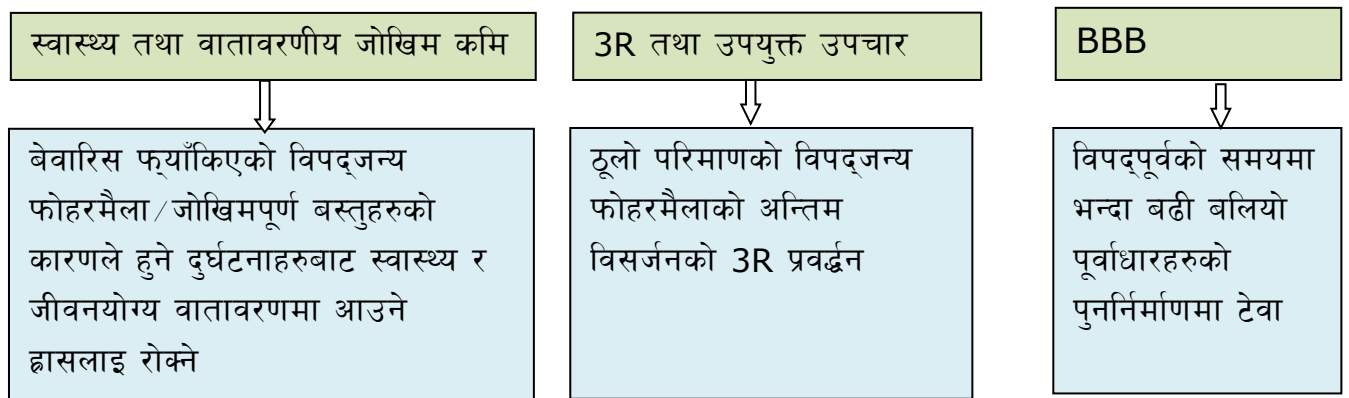 स्वास्थ्य तथा वातावरणीय जोखिम कमि
बेवारिस फ्याँकिएको विपद्जन्य
फोहरमैला/जोखिमपूर्ण बस्तुहरुको
कारणले हुने दुर्घटनाहरुबाट स्वास्थ्य र
जीवनयोग्य वातावरणमा आउने
ह्रासलाइ रोक्ने
3R तथा उपयुक्त उपचार
ठूलो परिमाणको विपद्जन्य
फोहरमैलाको अन्तिम
विसर्जनको 3R प्रवर्द्धन
BBB
विपद्पूर्वको समयमा
भन्दा बढी बलियो
पूर्वाधारहरुको
पुनर्निर्माणमा टेवा